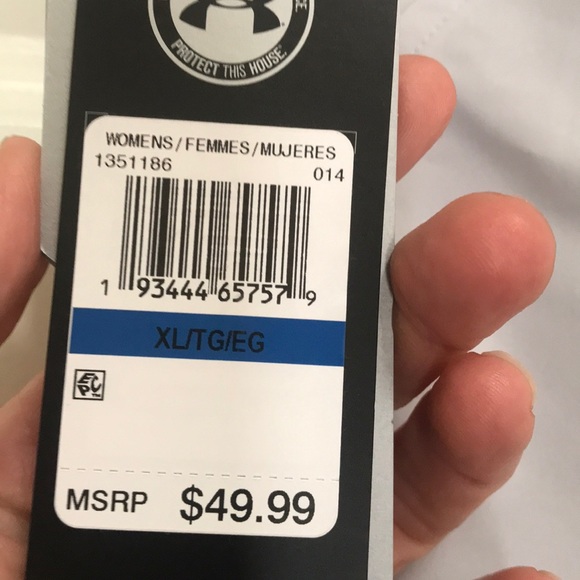 PROTECT THIS HOUSE
WOMENS/FEMMES/MUJERES
1351186 014
1 93444 65757 9
XL/TG/EG
MSRP $49.99